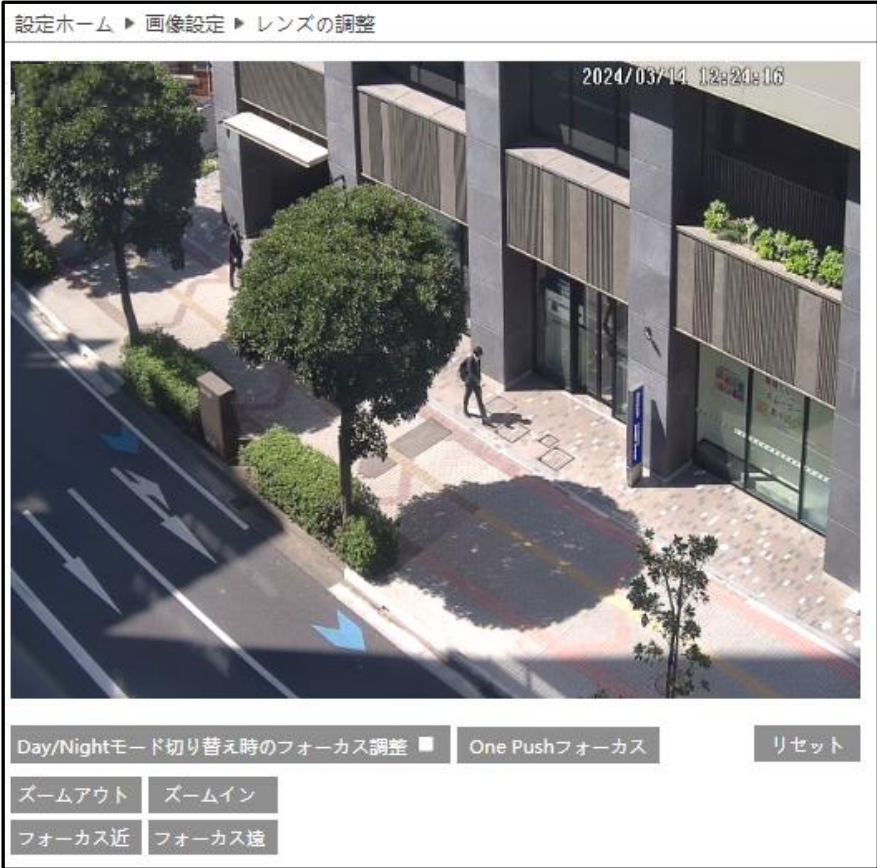 設定ホーム ▶ 画像設定 ▶ レンズの調整
2024/03/14 12:24:16
Day/Nightモード切り替え時のフォーカス調整
One Pushフォーカス
リセット
ズームアウト
ズームイン
フォーカス近
フォーカス遠